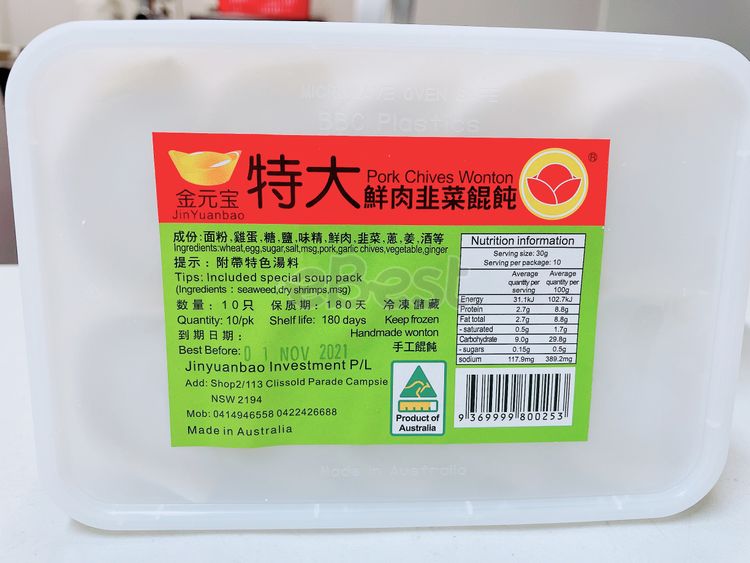 MICROWAVE OVEN SAFE
BBC Plastics
金元宝
JinYuanbao
特大
Pork Chives Wonton
鮮肉韭菜餛飩
®
成份:面粉,雞蛋,糖,鹽,味精,鮮肉,韭菜,蔥,姜,酒等
Ingredients:wheat,egg,sugar,salt,msg,pork,garlic chives,vegetable,ginger
提示：附帶特色湯料
Tips: Included special soup pack
(Ingredients : seaweed,dry shrimps,msg)
数量：10只 保质期：180天 冷凍儲藏
Quantity: 10/pk Shelf life: 180 days Keep frozen
到期日期：
Handmade wonton
Best Before: 01 NOV 2021
手工餛飩
Jinyuanbao Investment P/L
Add: Shop2/113 Clissold Parade Campsie
NSW 2194
Mob: 0414946558 0422426688
Made in Australia
Nutrition information
Serving size: 30g
Serving per package: 10
Average quantity per serving Average quantity per 100g
Energy 31.1kJ 102.7kJ
Protein 2.7g 8.8g
Fat total 2.7g 8.8g
- saturated 0.5g 1.7g
Carbohydrate 9.0g 29.8g
- sugars 0.15g 0.5g
sodium 117.9mg 389.2mg
Product of
Australia
9 369999 800253
eBest
Made in Australia